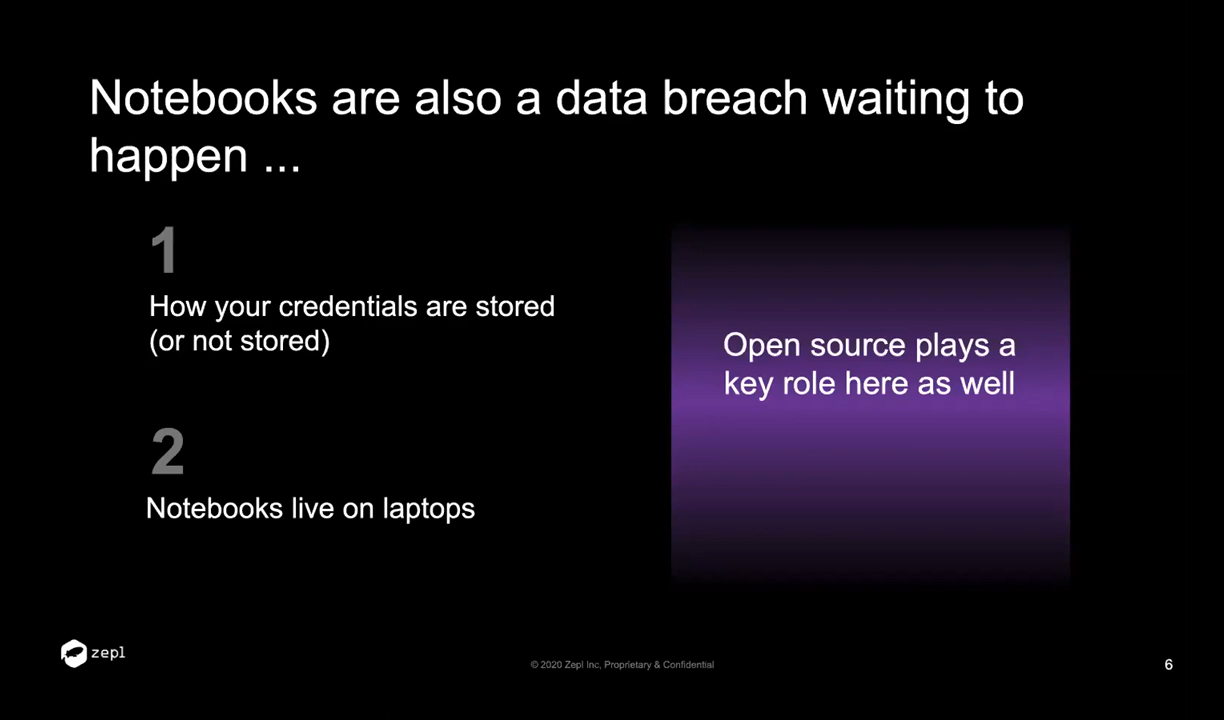 Notebooks are also a data breach waiting to
happen ...
1
How your credentials are stored
(or not stored)
2
Notebooks live on laptops
Open source plays a
key role here as well
zepl
© 2020 Zepl Inc, Proprietary & Confidential
6